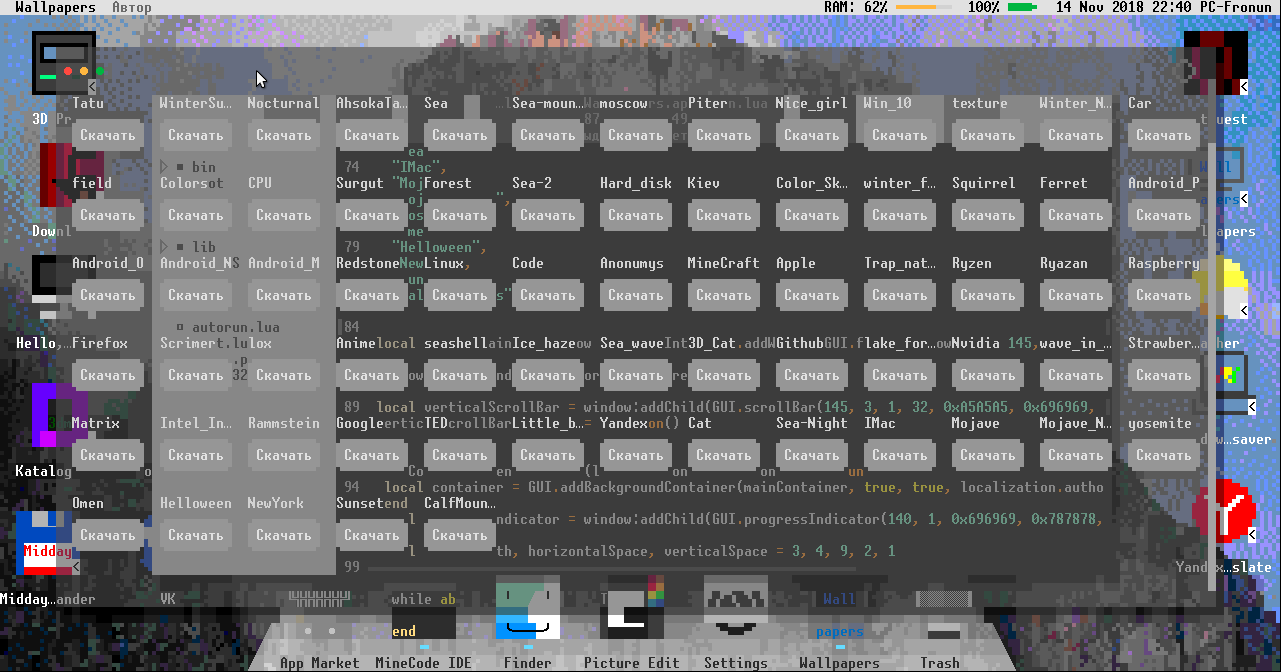 Wallpapers Автор RAM: 62% 100% 14 Nov 2018 22:40 PC-Fronun
Tatu WinterSu… Nocturnal AhsokaTa… Sea Sea-moun… moscow Piter Nice_girl Win_10 texture Winter_N… Car
3D Pr Скачать Скачать Скачать Скачать Скачать Скачать Скачать Скачать Скачать Скачать Скачать Скачать Скачать uest
bin 74 "IMac",
field Colors CPU Surgut Forest Sea-2 Hard_disk Kiev Color_Sk… winter_f… Squirrel Ferret Android_P
Скачать Скачать Скачать Скачать Скачать Скачать Скачать Скачать Скачать Скачать Скачать Скачать Скачать
Downl
lib 79 "Helloween",
Android_O Android_N Android_M Redstone Linux Code Anonumys MineCraft Apple Trap_nat… Ryzen Ryazan Raspberry
Скачать Скачать Скачать Скачать Скачать Скачать Скачать Скачать Скачать Скачать Скачать Скачать Скачать
autorun.lua 84
Hello,… Firefox Scrimer lox Anime seashell Ice_haze Sea_wave 3D_Cat Github flake_for… Nvidia wave_in_… Strawber…
Скачать Скачать Скачать Скачать Скачать Скачать Скачать Скачать Скачать Скачать Скачать Скачать Скачать
89 local verticalScrollBar = window:addChild(GUI.scrollBar(145, 3, 1, 32, 0xA5A5A5, 0x696969,
Matrix Intel_In… Rammstein Google TED Little_b… Yandex Cat Sea-Night IMac Mojave Mojave_N… yosemite
Скачать Скачать Скачать Скачать Скачать Скачать Скачать Скачать Скачать Скачать Скачать Скачать Скачать
Katalog
94 local container = GUI.addBackgroundContainer(mainContainer, true, true, localization.autho
Omen Helloween NewYork Sunset CalfMoun…
ndicator = window:addChild(GUI.progressIndicator(140, 1, 0x696969, 0x787878,
Скачать Скачать Скачать Скачать Скачать
Midday th, horizontalSpace, verticalSpace = 3, 4, 9, 2, 1
99 Yandex…slate
Midday…ander VK while ab Wall
end papers
App Market MineCode IDE Finder Picture Edit Settings Wallpapers Trash